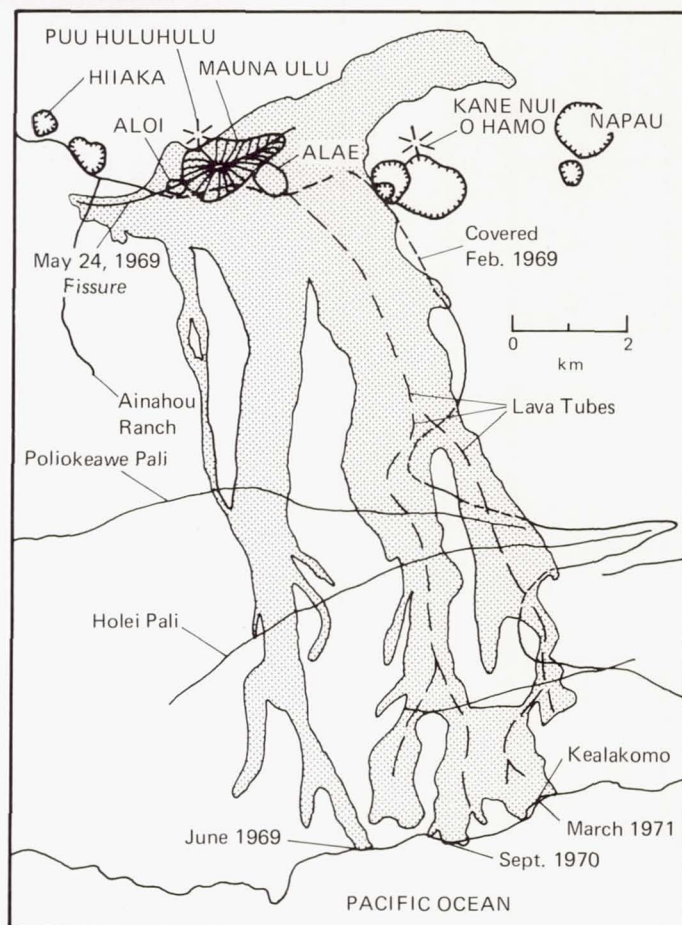 PUU HULUHULU
HIIAKA
MAUNA ULU
ALOI
KANE NUI
O HAMO
NAPAU
ALAE
May 24, 1969
Fissure
Covered
Feb. 1969
0 2
km
Ainahou
Ranch
Lava Tubes
Poliokeawe Pali
Holei Pali
Kealakomo
June 1969
March 1971
Sept. 1970
PACIFIC OCEAN